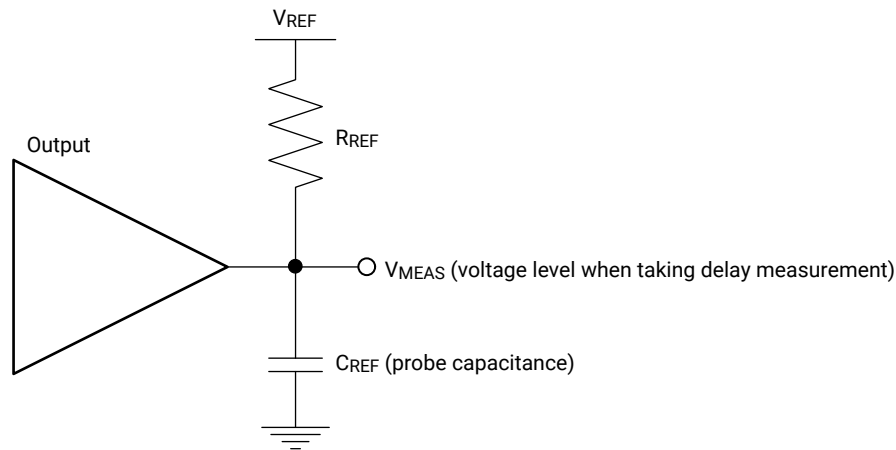 VREF
Output
RREF
VMEAS (voltage level when taking delay measurement)
CREF (probe capacitance)